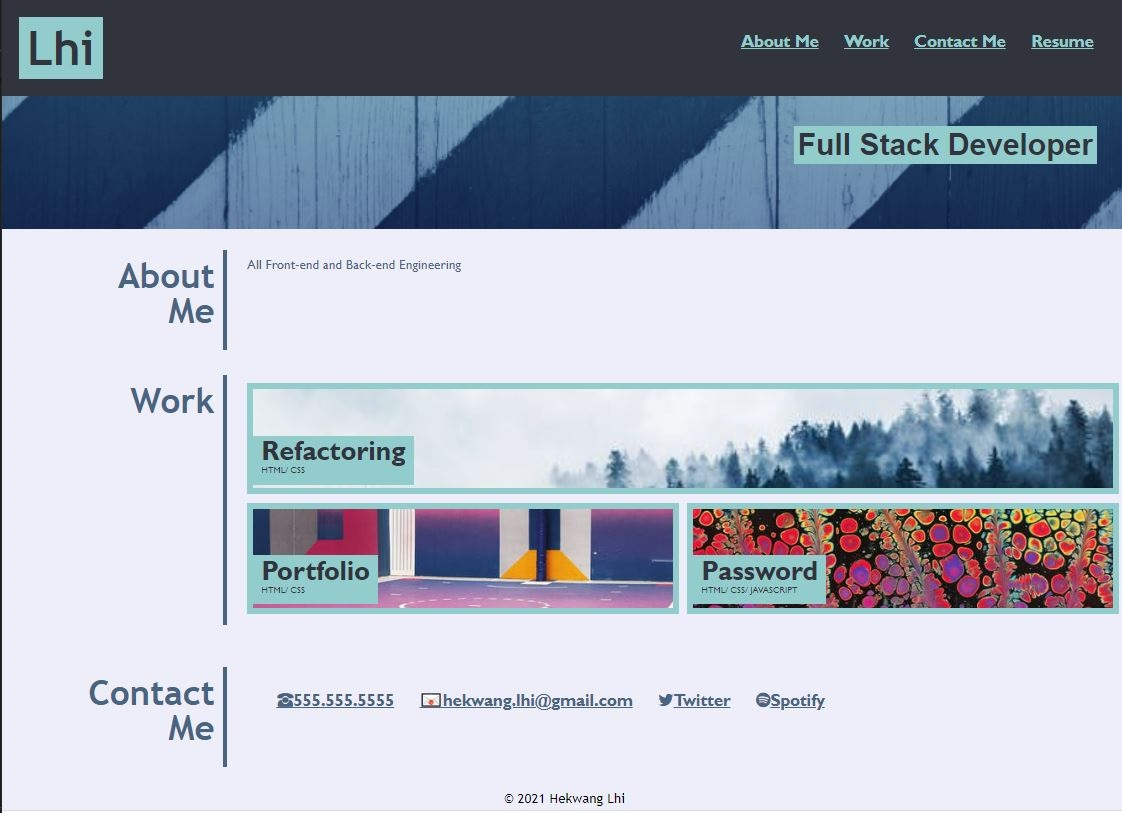 Lhi
About Me Work Contact Me Resume
Full Stack Developer
About
Me
All Front-end and Back-end Engineering
Work
Refactoring
HTML/ CSS
Portfolio
HTML/ CSS
Password
HTML/ CSS/ JAVASCRIPT
Contact
Me
☎555.555.5555 hekwang.lhi@gmail.com Twitter Spotify
© 2021 Hekwang Lhi